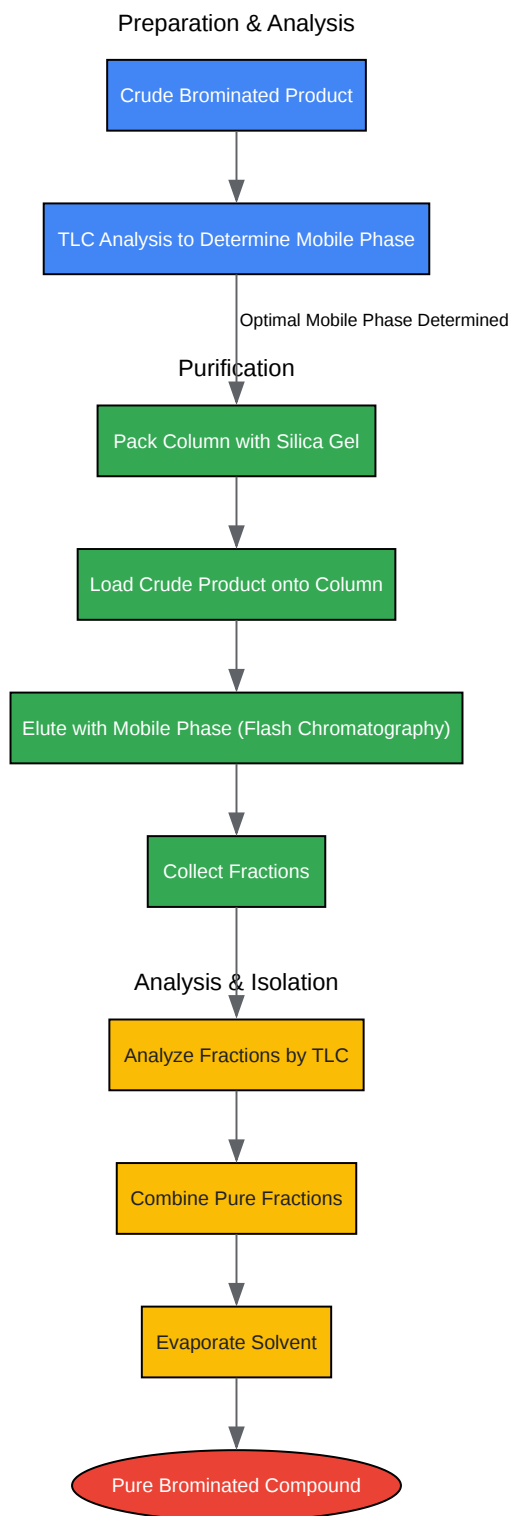 Preparation & Analysis
Crude Brominated Product
TLC Analysis to Determine Mobile Phase
Optimal Mobile Phase Determined
Purification
Pack Column with Silica Gel
Load Crude Product onto Column
Elute with Mobile Phase (Flash Chromatography)
Collect Fractions
Analysis & Isolation
Analyze Fractions by TLC
Combine Pure Fractions
Evaporate Solvent
Pure Brominated Compound